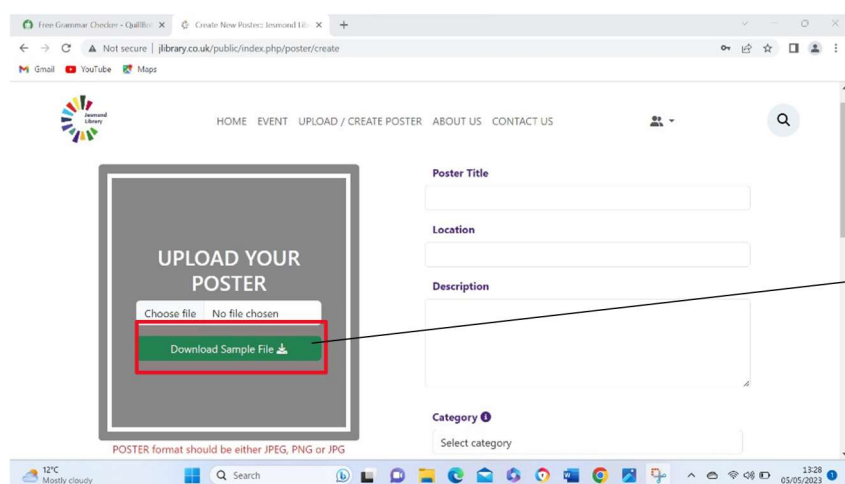 Free Grammar Checker - QuillBot
Create New Poster:: Jesmond Lib
Not secure | jlibrary.co.uk/public/index.php/poster/create
Gmail YouTube Maps
Jesmond
Library
HOME EVENT UPLOAD / CREATE POSTER ABOUT US CONTACT US
UPLOAD YOUR
POSTER
Choose file No file chosen
Download Sample File
POSTER format should be either JPEG, PNG or JPG
Poster Title
Location
Description
Category
Select category
12°C
Mostly cloudy
Search
13:28
05/05/2023
1